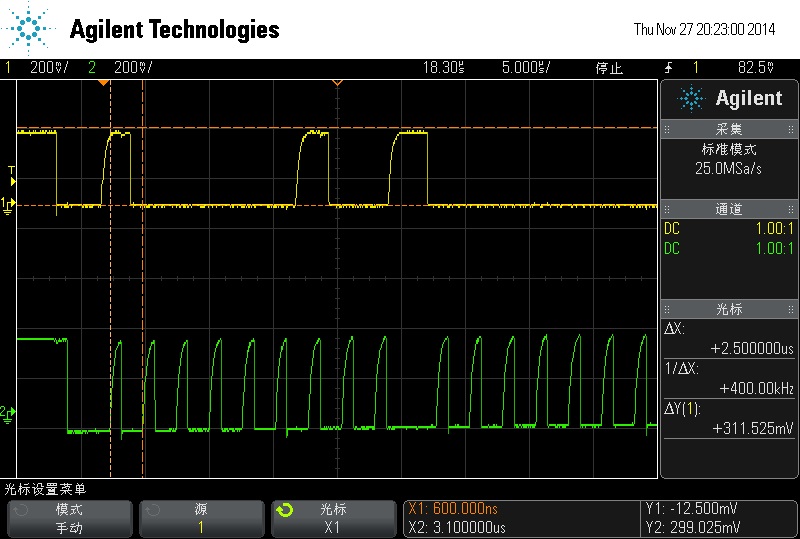 Agilent Technologies
Thu Nov 27 20:23:00 2014
1 200mV/ 2 200mV/ 18.30us 5.000us/ 停止 1 82.5mV
Agilent
采集
标准模式
25.0MSa/s
通道
DC 1.00:1
DC 1.00:1
光标
ΔX:
+2.500000us
1/ΔX:
+400.00kHz
ΔY(1):
+311.525mV
T
1
2
光标设置菜单
模式
手动
源
1
光标
X1
X1: 600.000ns
X2: 3.100000us
Y1: -12.500mV
Y2: 299.025mV